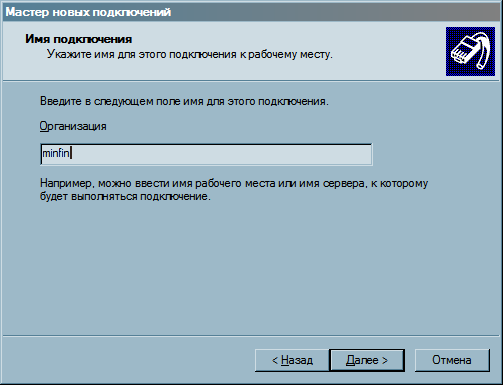 Мастер новых подключений
Имя подключения
Укажите имя для этого подключения к рабочему месту.
Введите в следующем поле имя для этого подключения.
Организация
minfin
Например, можно ввести имя рабочего места или имя сервера, к которому
будет выполняться подключение.
< Назад
Далее >
Отмена